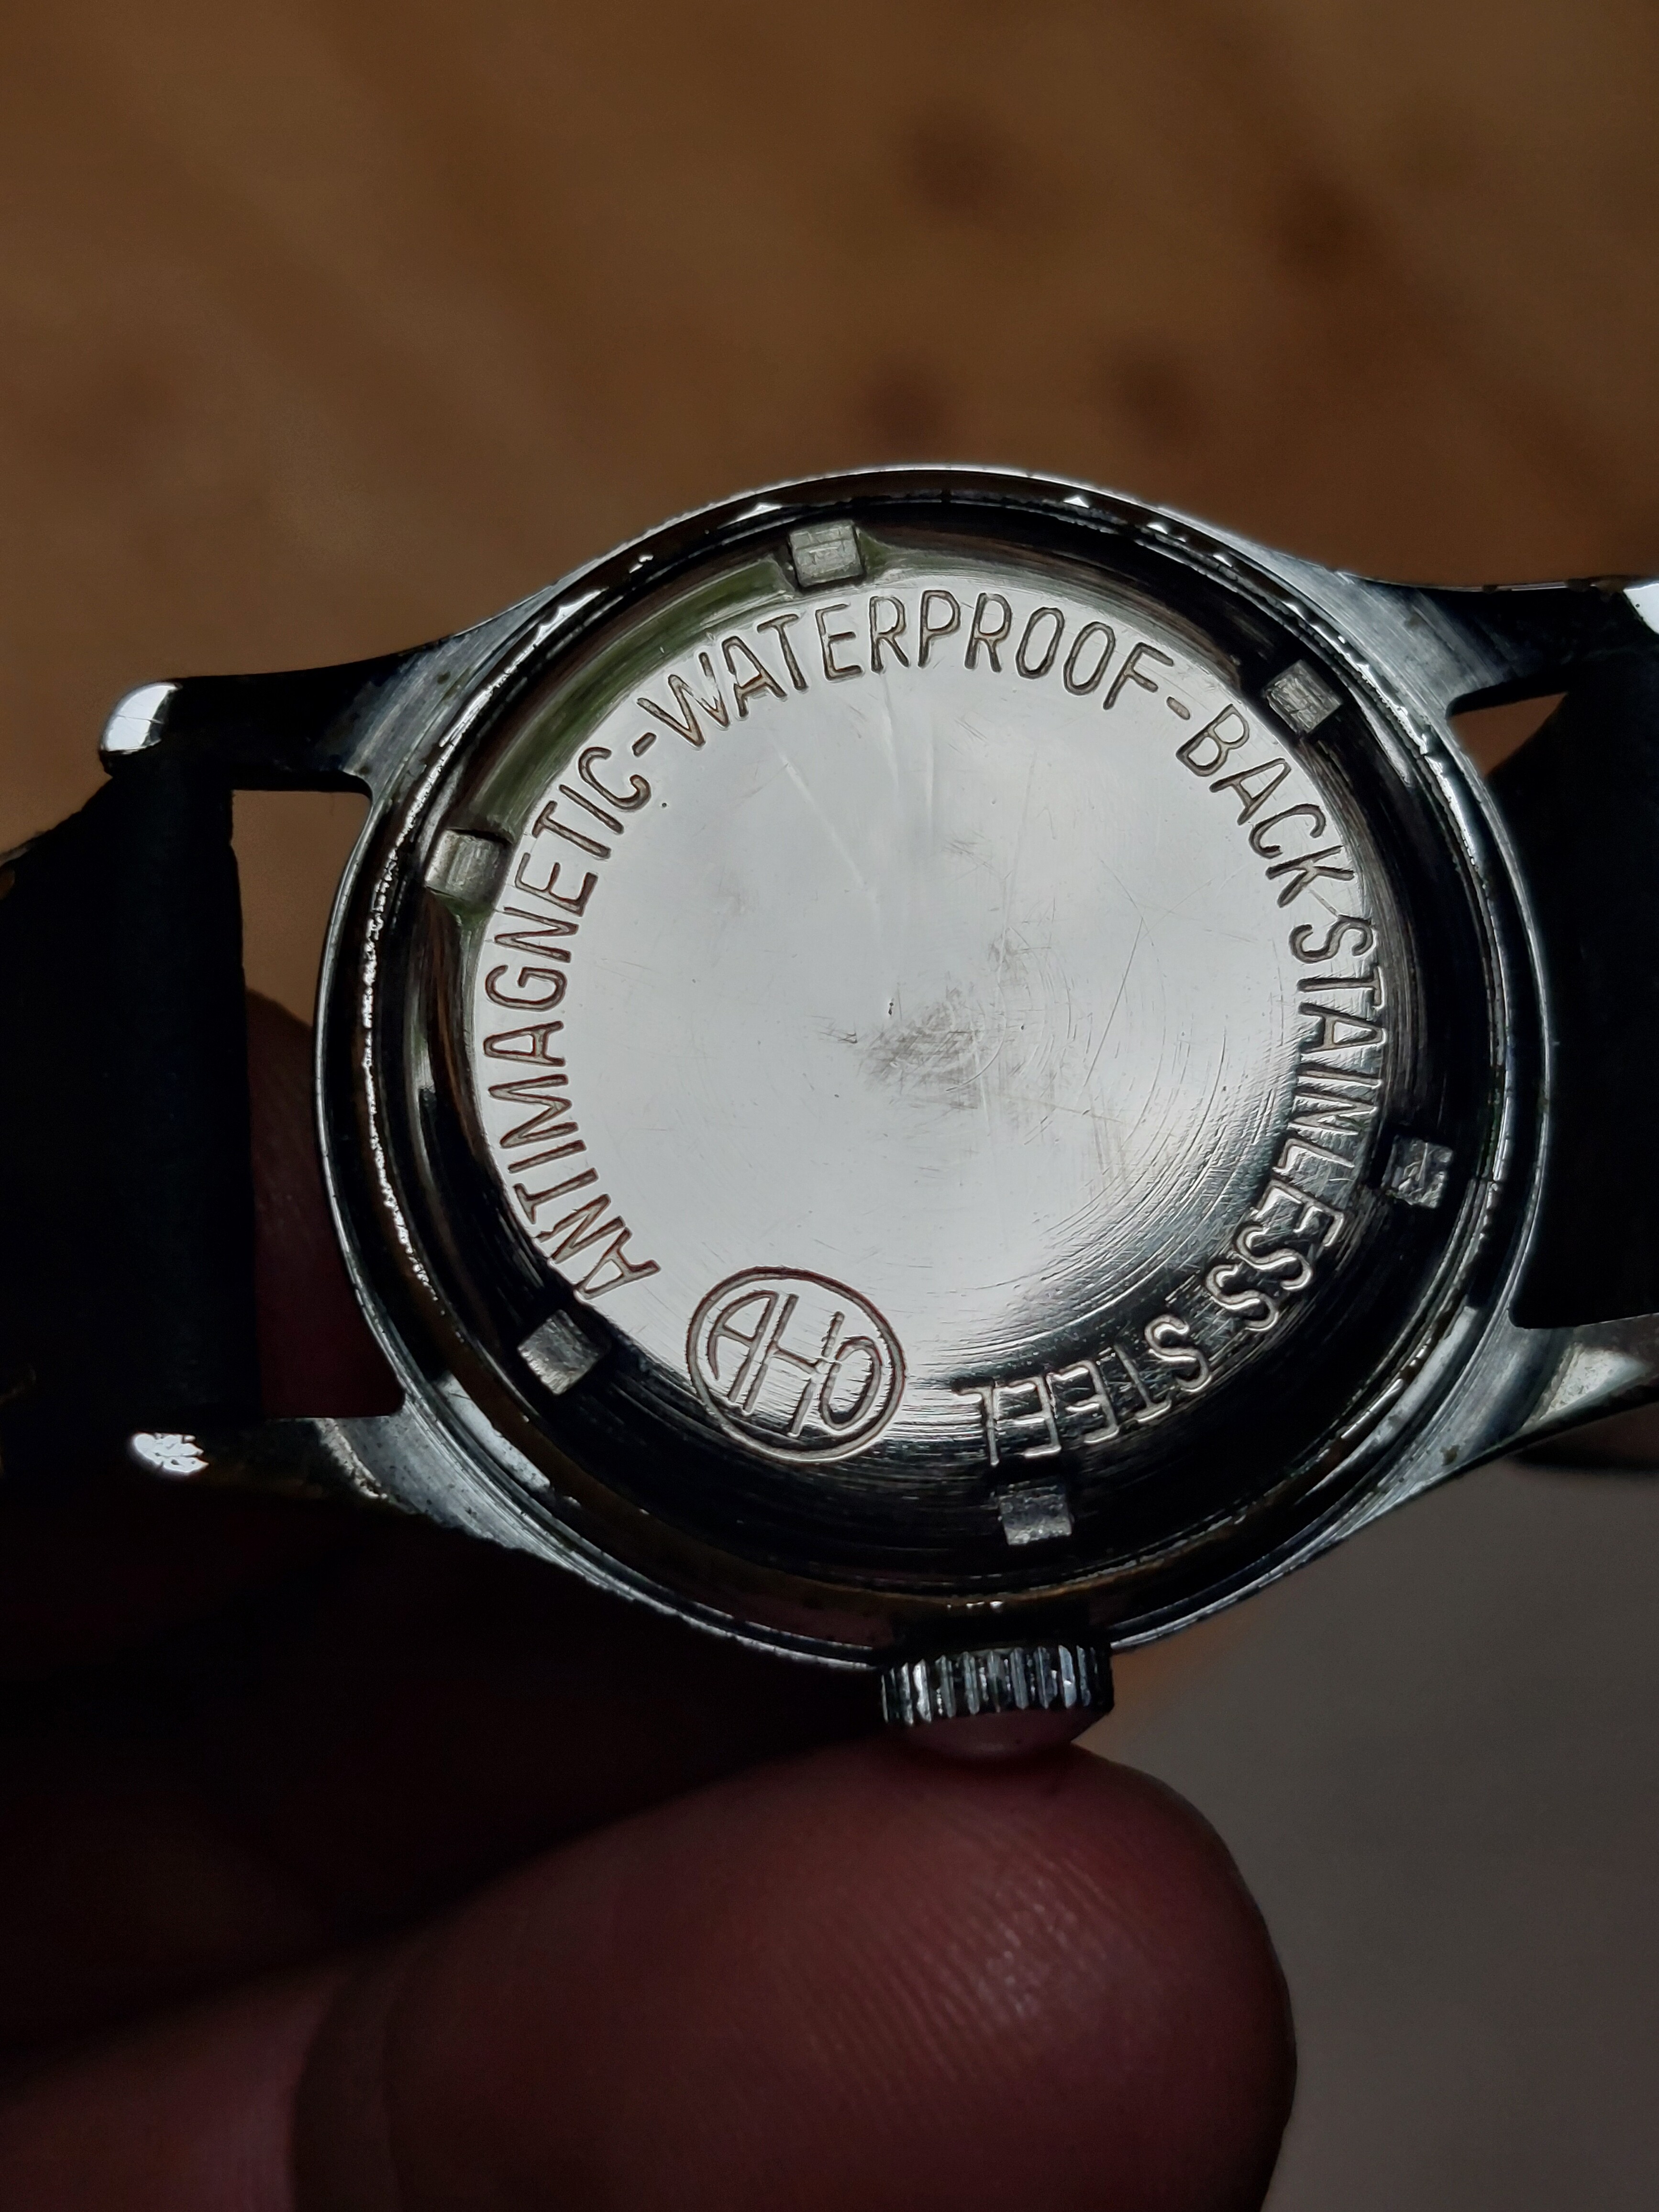 ANTIMAGNETIC-WATERPROOF-BACK STAINLESS STEEL
AHO